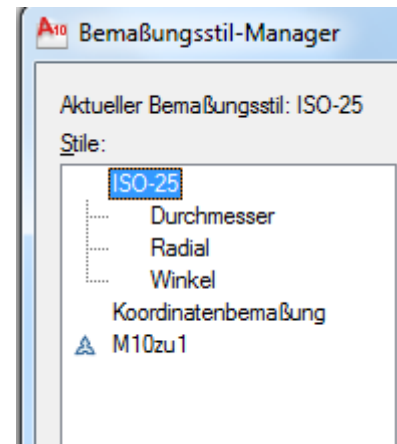 A10 Bemaßungsstil-Manager
Aktueller Bemaßungsstil: ISO-25
Stile:
ISO-25
Durchmesser
Radial
Winkel
Koordinatenbemaßung
M10zu1